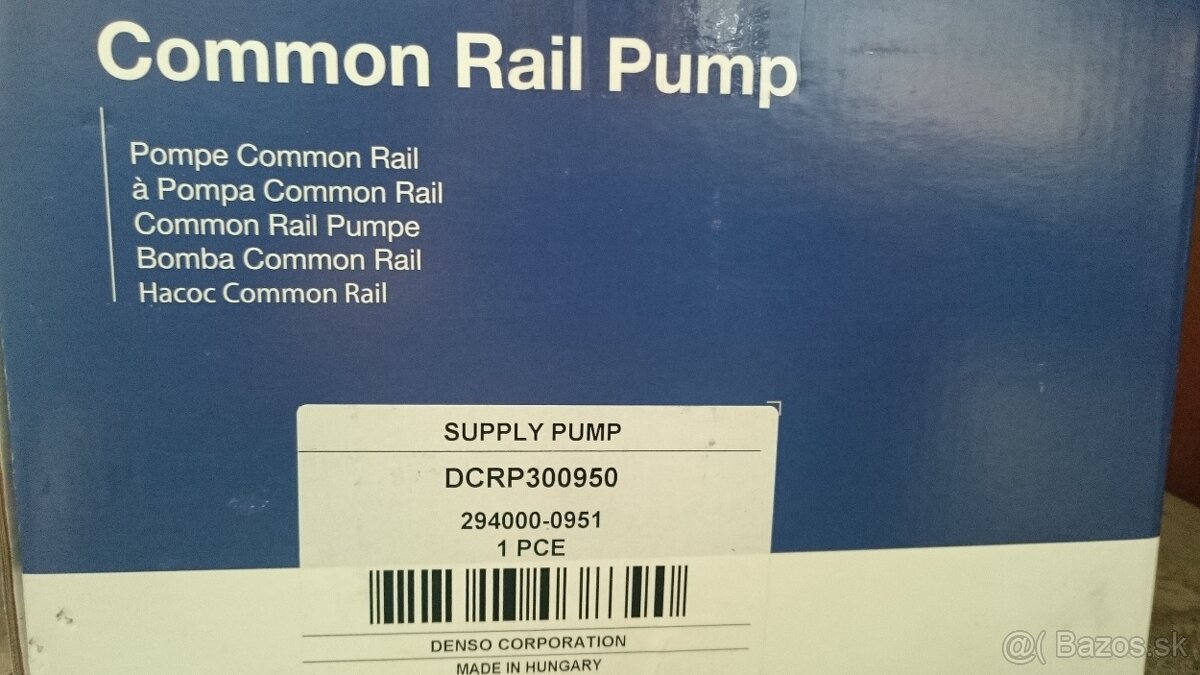 Common Rail Pump
Pompe Common Rail
à Pompa Common Rail
Common Rail Pumpe
Bomba Common Rail
Насос Common Rail
SUPPLY PUMP
DCRP300950
294000-0951
1 PCE
DENSO CORPORATION
MADE IN HUNGARY
@( Bazos.sk